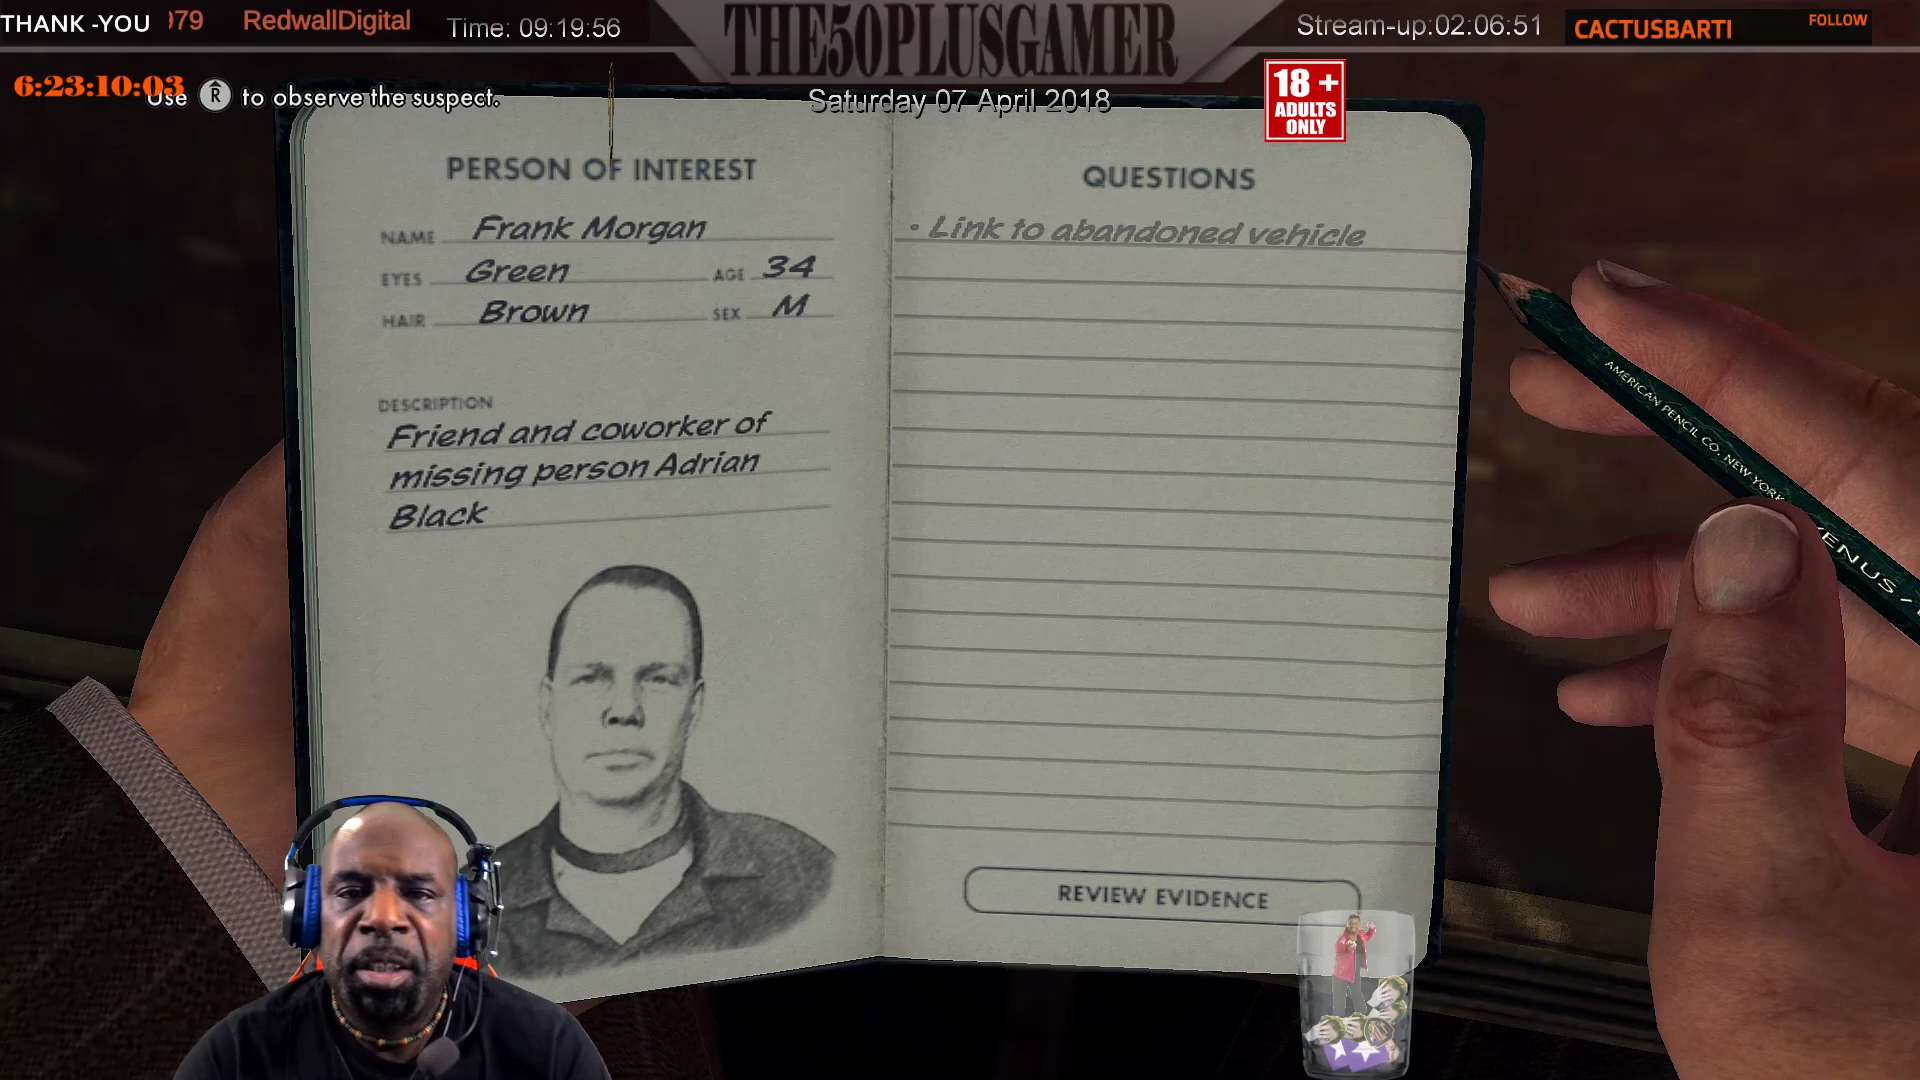 THANK -YOU
RedwallDigital
Time: 09:19:56
THE50PLUSGAMER
Stream-up:02:06:51
CACTUSBARTI
FOLLOW
6:23:10:03
Use R to observe the suspect.
Saturday 07 April 2018
18 +
ADULTS
ONLY
PERSON OF INTEREST
NAME Frank Morgan
EYES Green AGE 34
HAIR Brown SEX M
DESCRIPTION
Friend and coworker of
missing person Adrian
Black
QUESTIONS
• Link to abandoned vehicle
REVIEW EVIDENCE
AMERICAN PENCIL CO. NEW-YORK